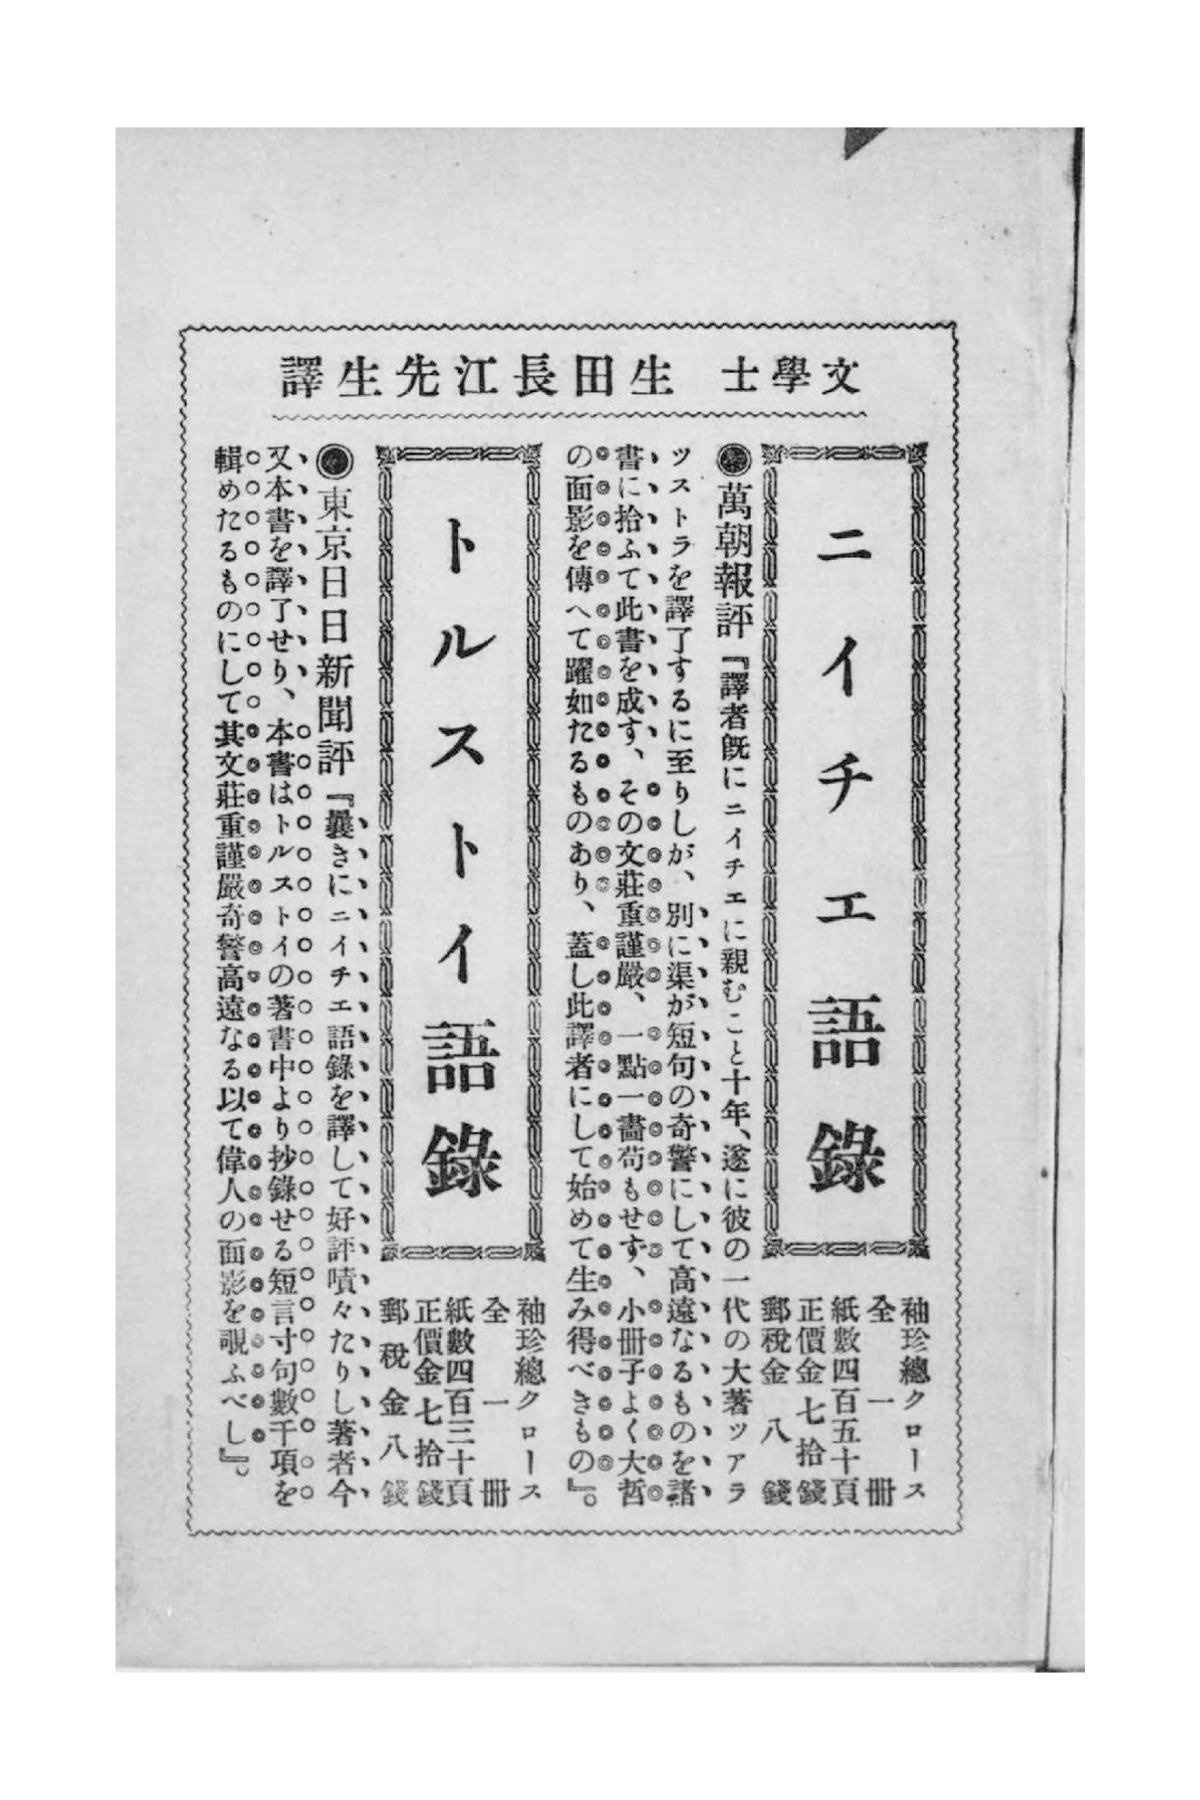 文學士 生田長江先生譯
ニイチエ語錄
袖珍總クロース
全一冊
紙數四百五十頁
正價金七拾錢
郵稅金八錢
◉萬朝報評『譯者既にニイチエに親むこと十年、遂に彼の一代の大著ツアラ
ツストラを譯了するに至りしが、別に渠が短句の奇警にして高遠なるものを諸
書に拾ふて此書を成す、その文莊重謹嚴、一點一畫苟もせず、小冊子よく大哲
の面影を傳へて躍如たるものあり、蓋し此譯者にして始めて生み得べきもの』。
トルストイ語錄
袖珍總クロース
全一冊
紙數四百三十頁
正價金七拾錢
郵稅金八錢
◉東京日日新聞評『曩きにニイチエ語錄を譯して好評嘖々たりし著者今
又本書を譯了せり、本書はトルストイの著書中より抄錄せる短言寸句數千項を
輯めたるものにして其文莊重謹嚴奇警高遠なる以て偉人の面影を覗ふべし』。